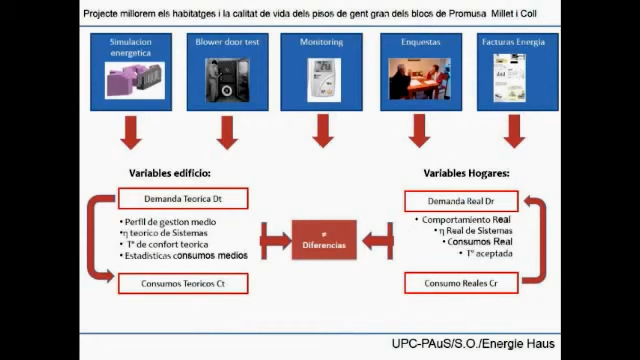 Projecte millorem els habitatges i la calitat de vida dels pisos de gent gran dels blocs de Promusa Millet i Coll
Simulacion
energetica
Blower door test
Monitoring
Enquestas
Facturas Energia
Variables edificio:
Demanda Teorica Dt
• Perfil de gestion medio
•η teorico de Sistemas
• Tº de confort teorica
• Estadisticas consumos medios
Consumos Teoricos Ct
≠
Diferencias
Variables Hogares:
Demanda Real Dr
• Comportamiento Real
• η Real de Sistemas
• Consumos Real
• Tº aceptada
Consumo Reales Cr
UPC-PAuS/S.O./Energie Haus